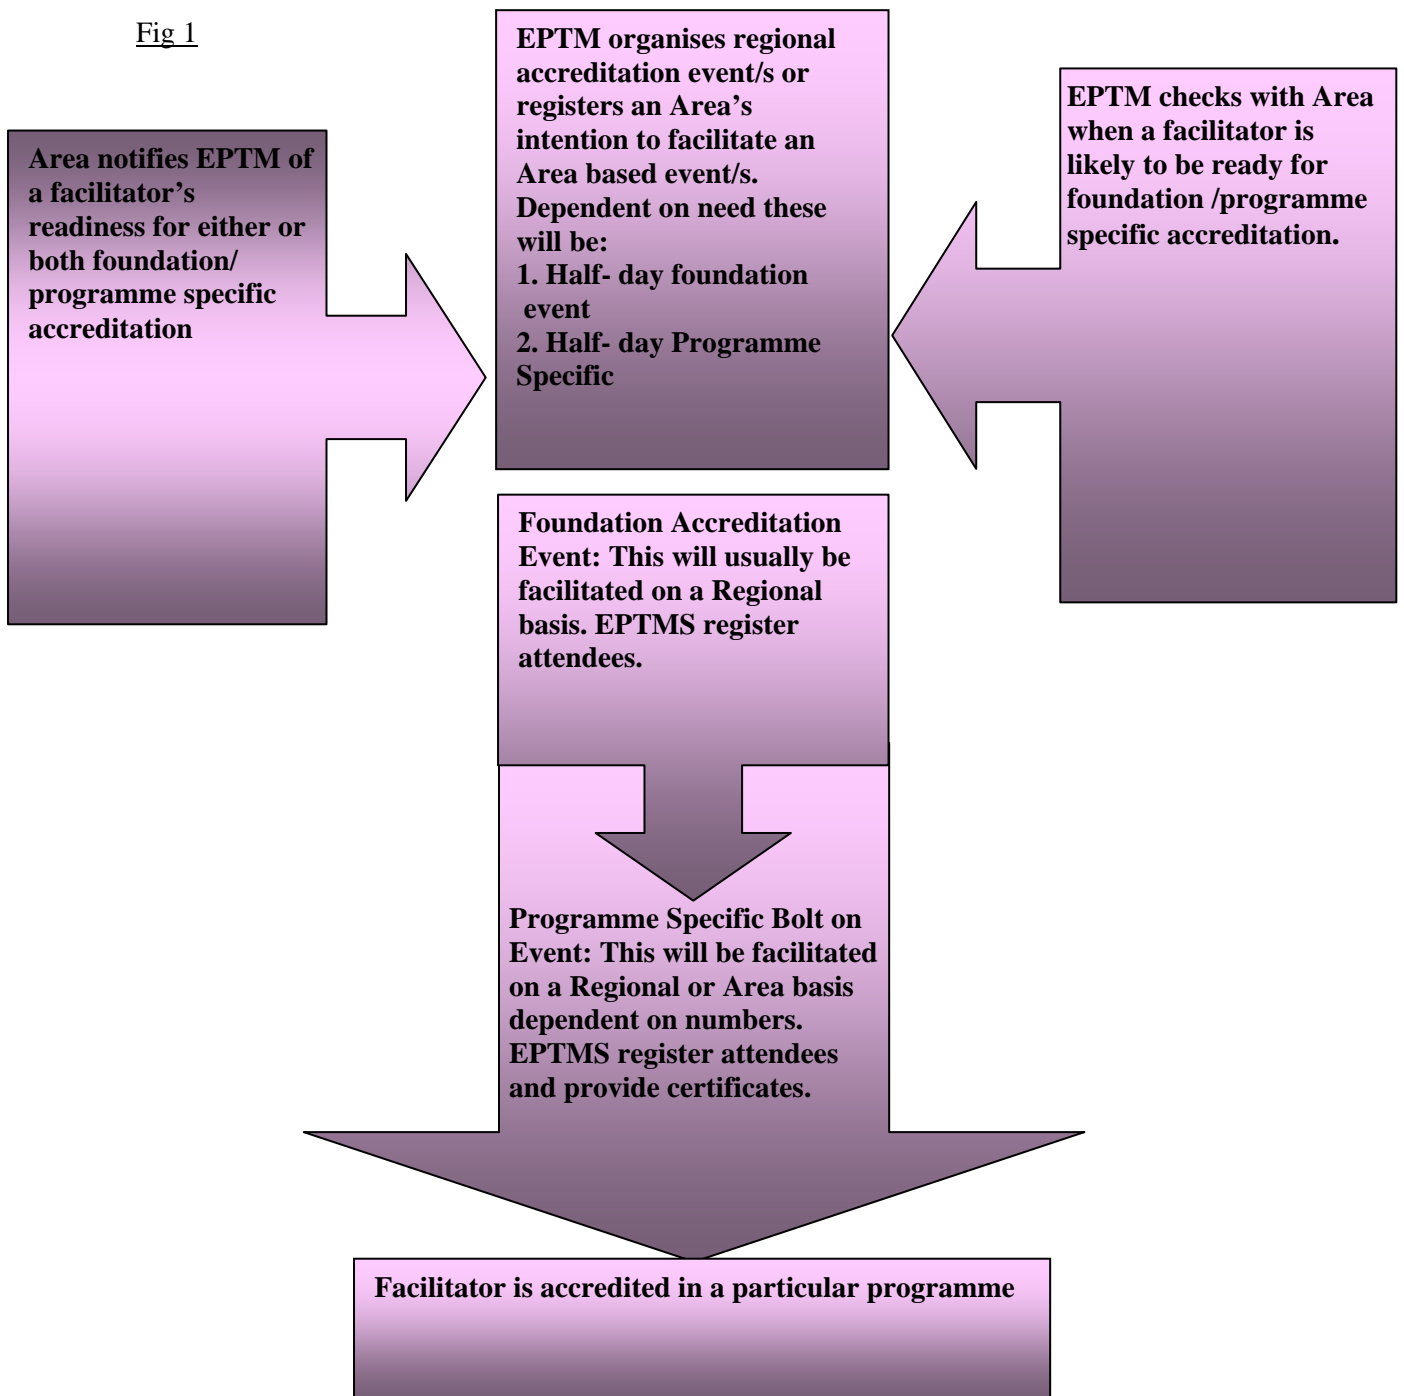 Fig 1
Area notifies EPTM of
a facilitator’s
readiness for either or
both foundation/
programme specific
accreditation
EPTM organises regional
accreditation event/s or
registers an Area’s
intention to facilitate an
Area based event/s.
Dependent on need these
will be:
1. Half- day foundation
event
2. Half- day Programme
Specific
EPTM checks with Area
when a facilitator is
likely to be ready for
foundation /programme
specific accreditation.
Foundation Accreditation
Event: This will usually be
facilitated on a Regional
basis. EPTMS register
attendees.
Programme Specific Bolt on
Event: This will be facilitated
on a Regional or Area basis
dependent on numbers.
EPTMS register attendees
and provide certificates.
Facilitator is accredited in a particular programme